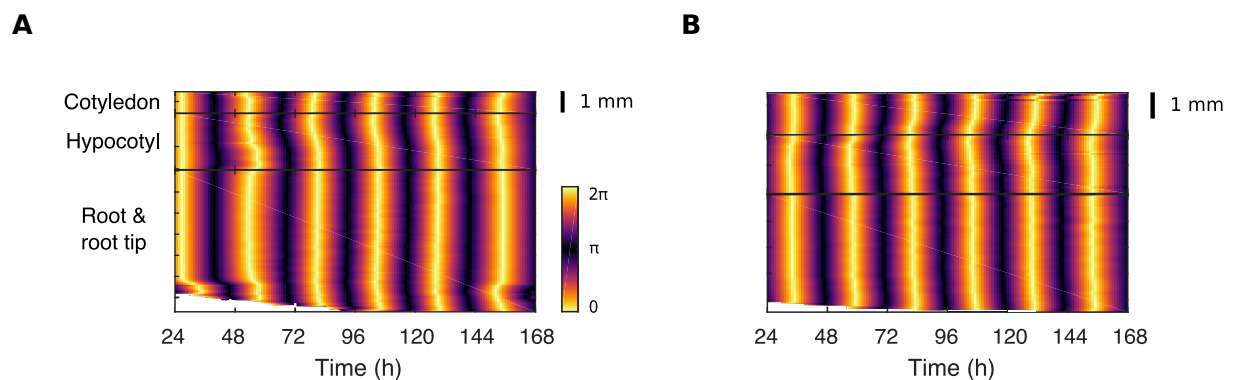 A
B
Cotyledon
Hypocotyl
Root &
root tip
1 mm
2π
π
0
24 48 72 96 120 144 168
Time (h)
1 mm
24 48 72 96 120 144 168
Time (h)